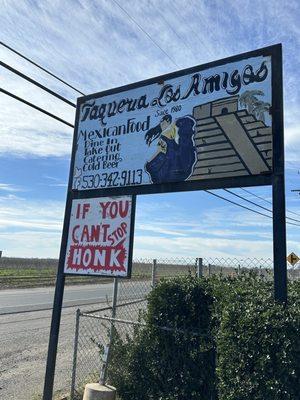 Taqueria Los Amigos
Since 1980
Mexican Food
Dine In
Take Out
Catering
Cold Beer
530-342-9113
IF YOU
CAN'T STOP
HONK